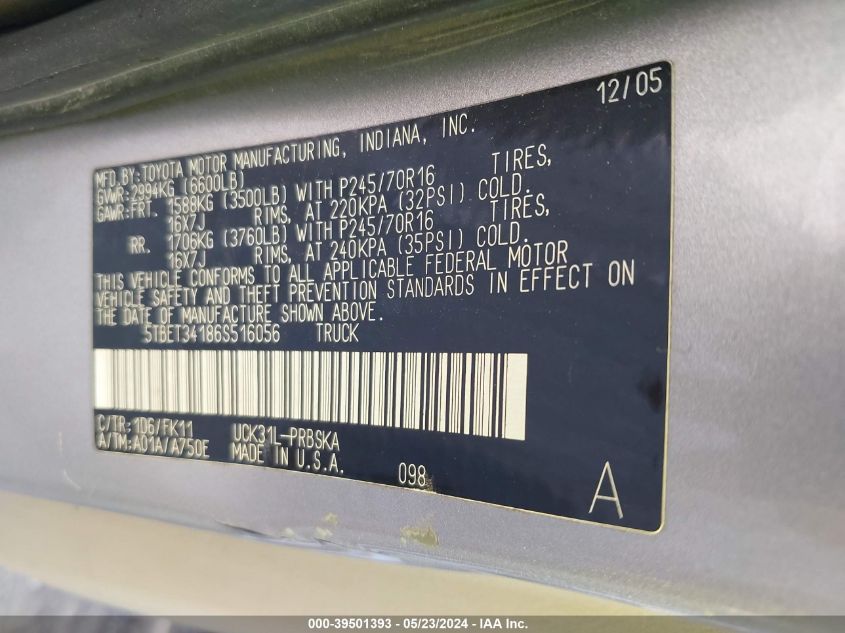 12/05
MFD.BY:TOYOTA MOTOR MANUFACTURING, INDIANA, INC.
GVWR:2994KG (6600LB)
GAWR:FRT. 1588KG (3500LB) WITH P245/70R16 TIRES,
16X7J RIMS, AT 220KPA (32PSI) COLD.
RR. 1706KG (3760LB) WITH P245/70R16 TIRES,
16X7J RIMS, AT 240KPA (35PSI) COLD.
THIS VEHICLE CONFORMS TO ALL APPLICABLE FEDERAL MOTOR
VEHICLE SAFETY AND THEFT PREVENTION STANDARDS IN EFFECT ON
THE DATE OF MANUFACTURE SHOWN ABOVE.
5TBET34186S516056 TRUCK
C/TR:1D6/FK11 UCK31L-PRBSKA
A/TM:A01A/A750E MADE IN U.S.A.
098
A
000-39501393 - 05/23/2024 - IAA Inc.